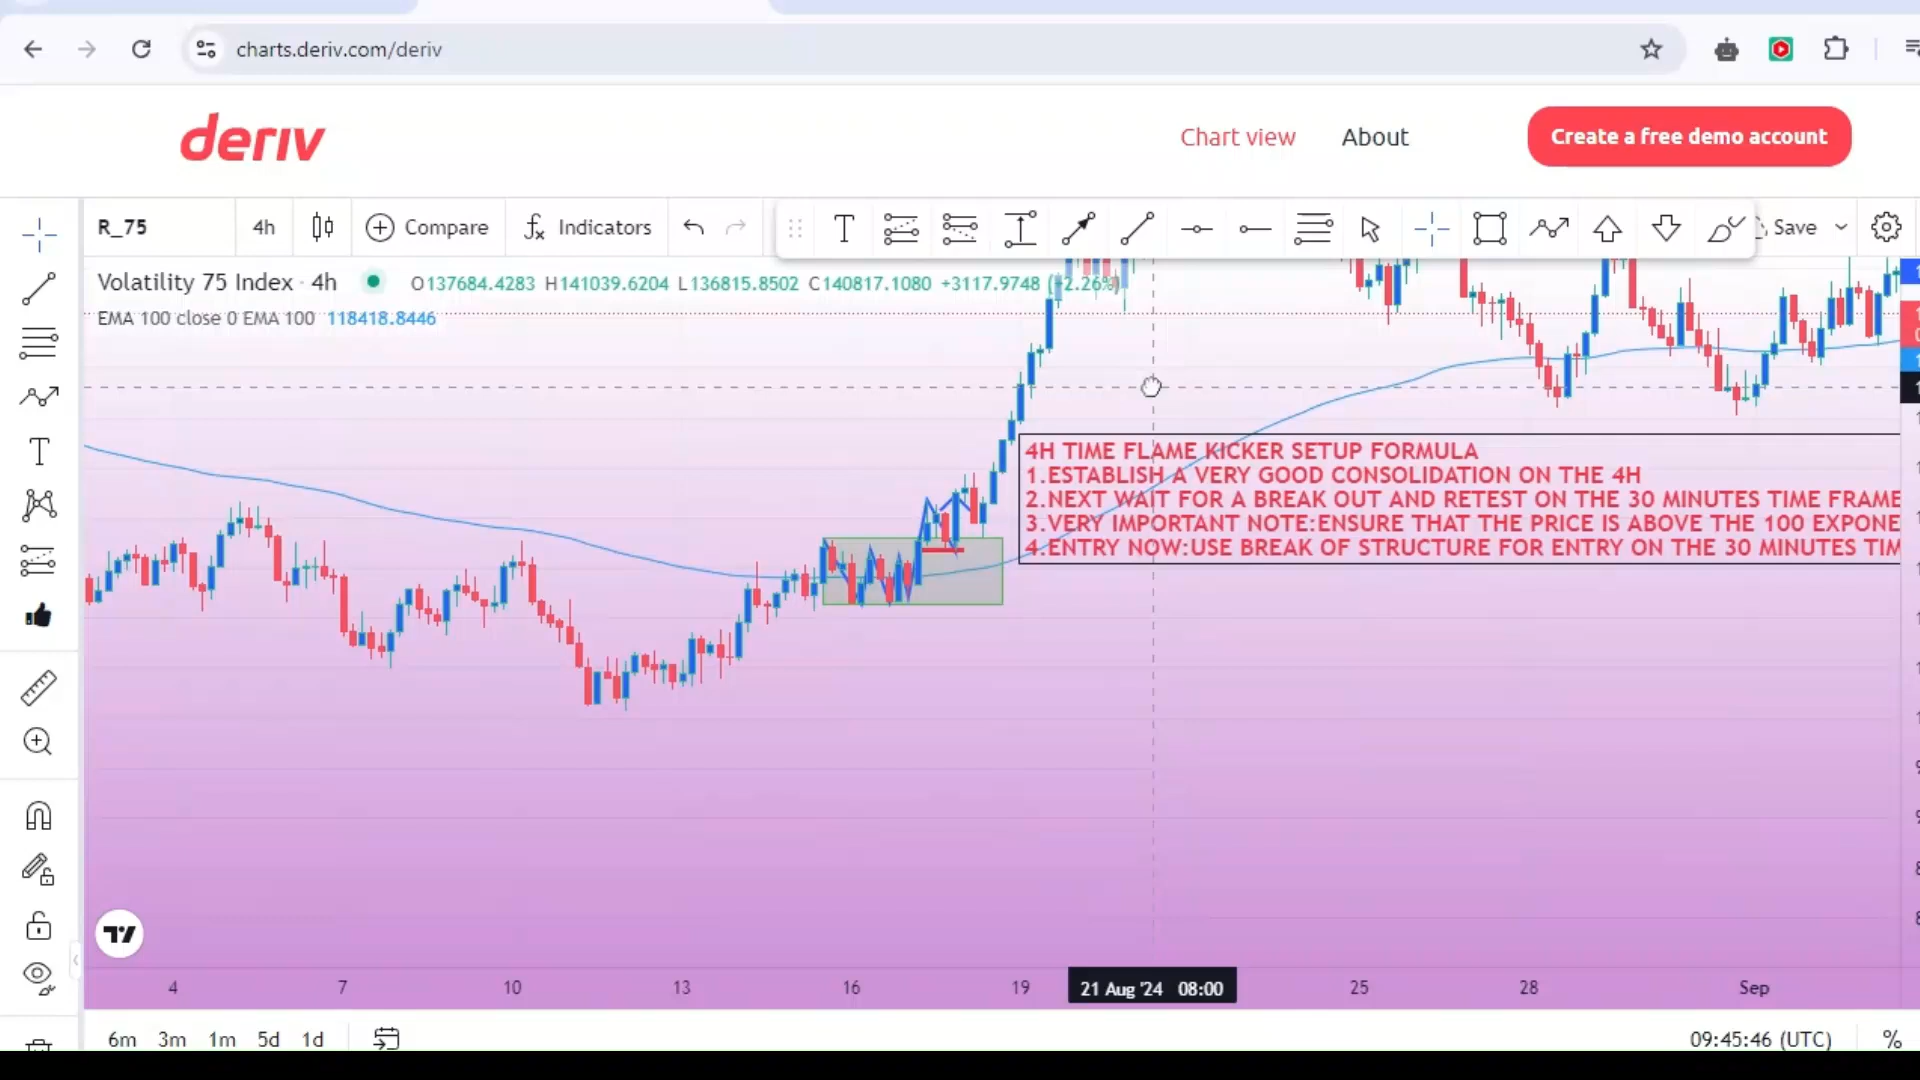 charts.deriv.com/deriv
deriv
Chart view
About
Create a free demo account
R_75
4h
Compare
Indicators
T
Save
Volatility 75 Index · 4h
O137684.4283 H141039.6204 L136815.8502 C140817.1080 +3117.9748 (+2.26%)
EMA 100 close 0 EMA 100 118418.8446
4H TIME FLAME KICKER SETUP FORMULA
1.ESTABLISH A VERY GOOD CONSOLIDATION ON THE 4H
2.NEXT WAIT FOR A BREAK OUT AND RETEST ON THE 30 MINUTES TIME FRAME
3.VERY IMPORTANT NOTE:ENSURE THAT THE PRICE IS ABOVE THE 100 EXPONE
4.ENTRY NOW:USE BREAK OF STRUCTURE FOR ENTRY ON THE 30 MINUTES TIM
4 7 10 13 16 19 21 Aug '24 08:00 25 28 Sep
6m 3m 1m 5d 1d
09:45:46 (UTC) %